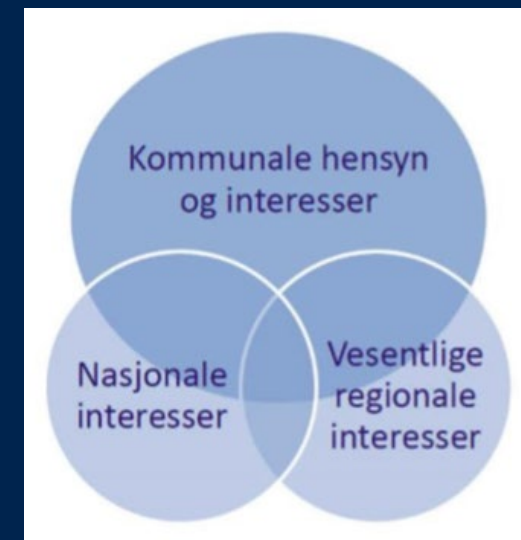 Kommunale hensyn
og interesser
Nasjonale
interesser
Vesentlige
regionale
interesser